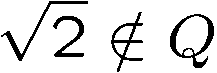 √2 ∉ Q